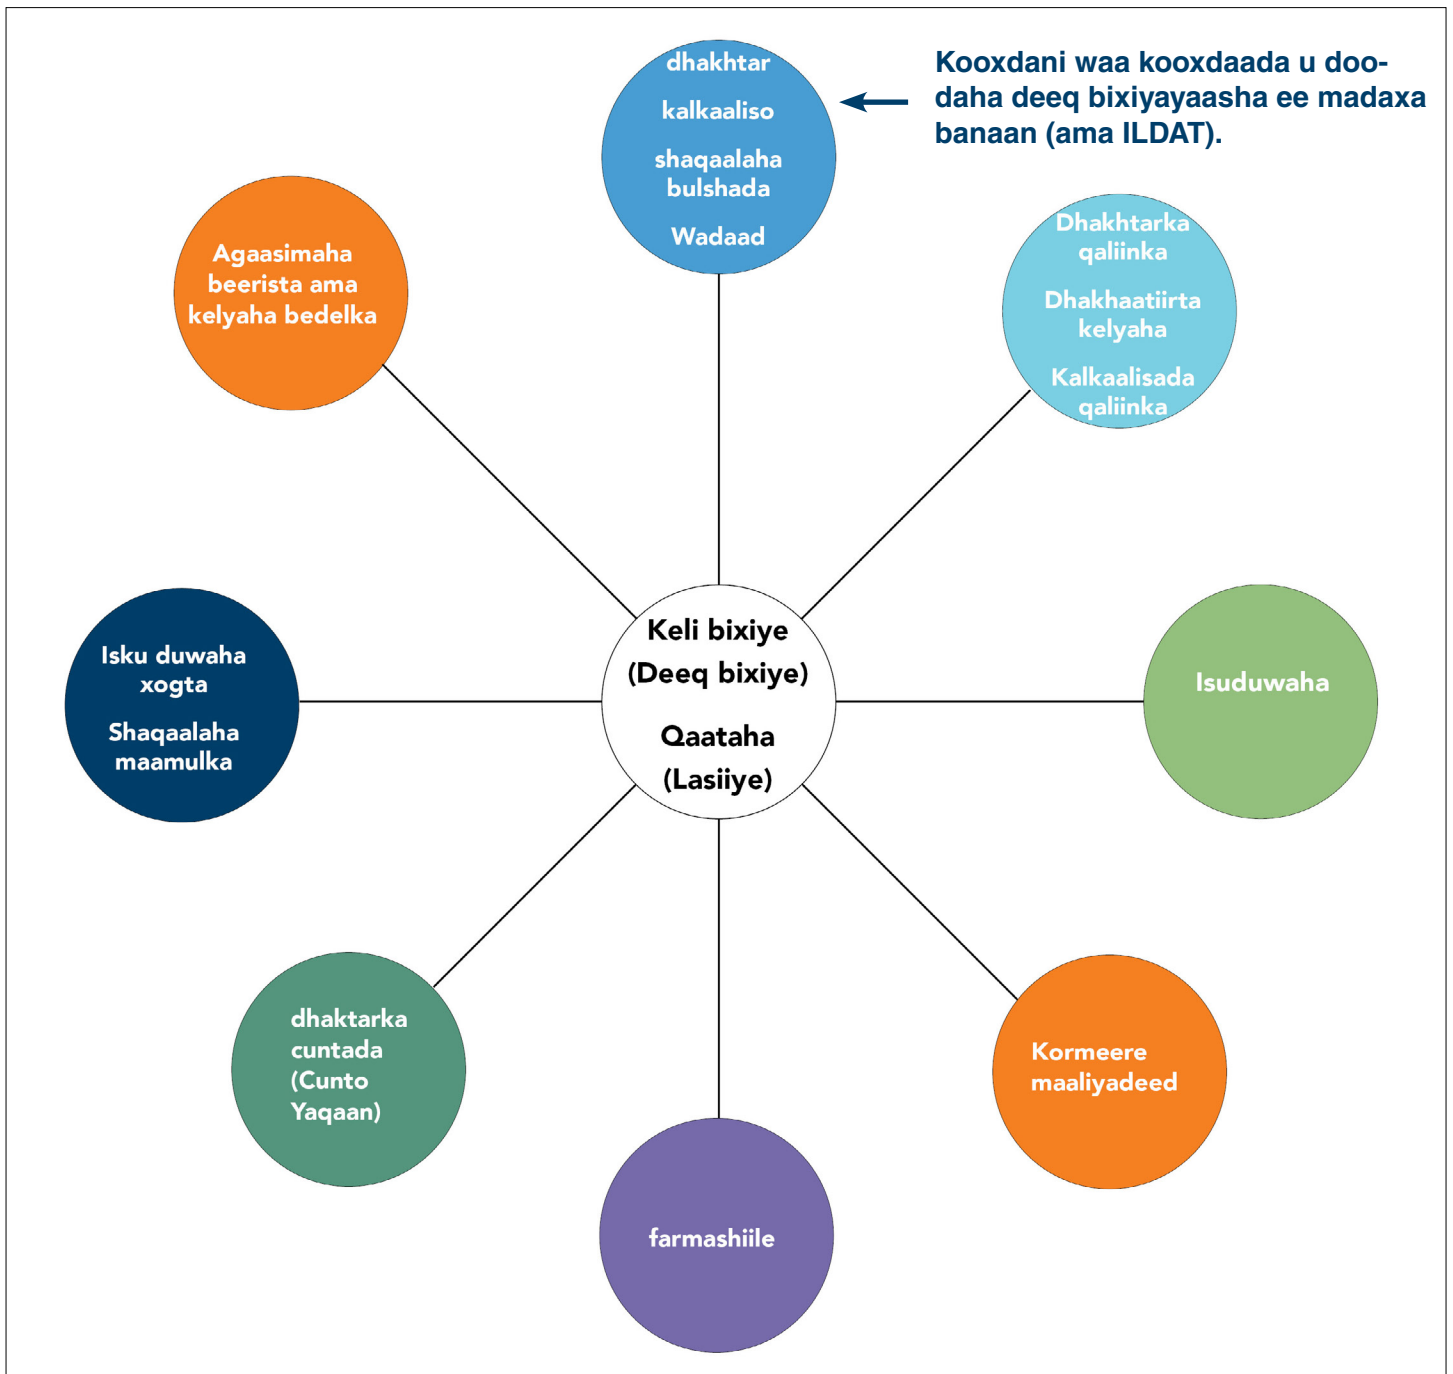 dhakhtar
kalkaaliso
shaqaalaha
bulshada
Wadaad
Kooxdani waa kooxdaada u doo-
daha deeq bixiyayaasha ee madaxa
banaan (ama ILDAT).
Dhakhtarka
qaliinka
Dhakhaatiirta
kelyaha
Kalkaalisada
qaliinka
Agaasimaha
beerista ama
kelyaha bedelka
Keli bixiye
(Deeq bixiye)
Qaataha
(Lasiiye)
Isuduwaha
Isku duwaha
xogta
Shaqaalaha
maamulka
dhaktarka
cuntada
(Cunto
Yaqaan)
Kormeere
maaliyadeed
farmashiile